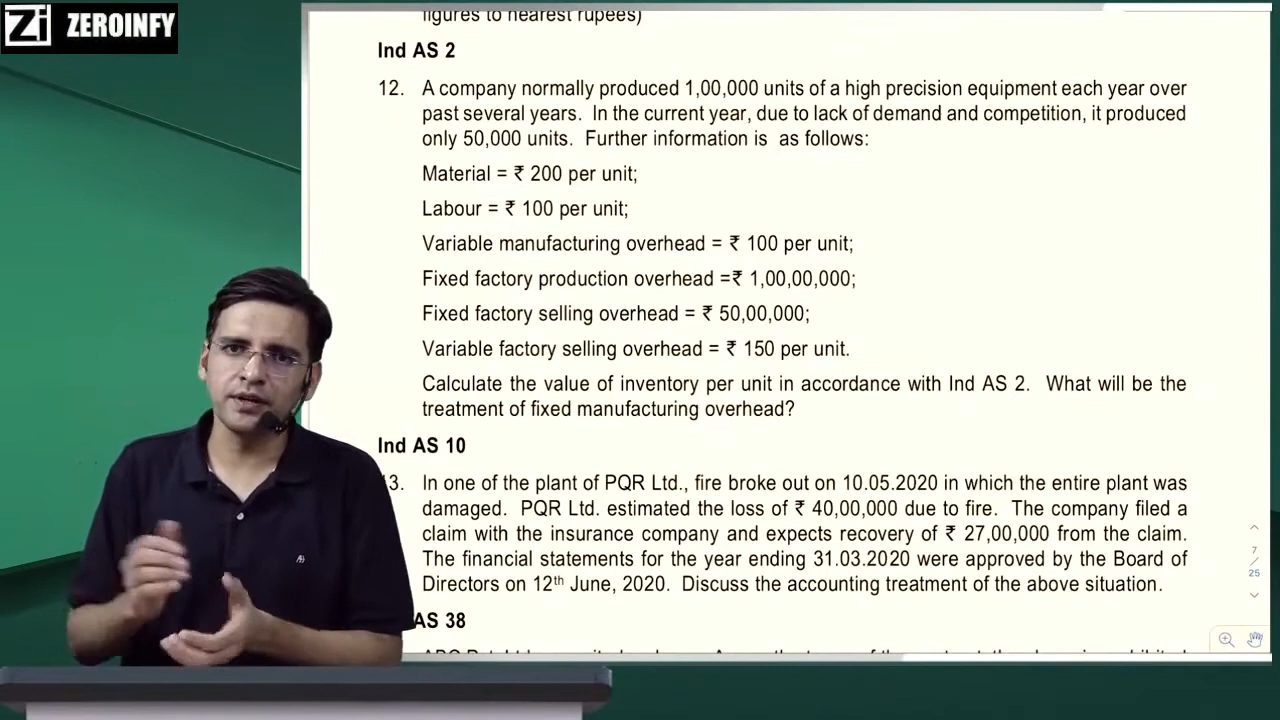 Zi ZEROINFY
figures to nearest rupees)
Ind AS 2
12. A company normally produced 1,00,000 units of a high precision equipment each year over
past several years. In the current year, due to lack of demand and competition, it produced
only 50,000 units. Further information is as follows:
Material = ₹ 200 per unit;
Labour = ₹ 100 per unit;
Variable manufacturing overhead = ₹ 100 per unit;
Fixed factory production overhead =₹ 1,00,00,000;
Fixed factory selling overhead = ₹ 50,00,000;
Variable factory selling overhead = ₹ 150 per unit.
Calculate the value of inventory per unit in accordance with Ind AS 2. What will be the
treatment of fixed manufacturing overhead?
Ind AS 10
13. In one of the plant of PQR Ltd., fire broke out on 10.05.2020 in which the entire plant was
damaged. PQR Ltd. estimated the loss of ₹ 40,00,000 due to fire. The company filed a
claim with the insurance company and expects recovery of ₹ 27,00,000 from the claim.
The financial statements for the year ending 31.03.2020 were approved by the Board of
Directors on 12th June, 2020. Discuss the accounting treatment of the above situation.
AS 38
7
/
25